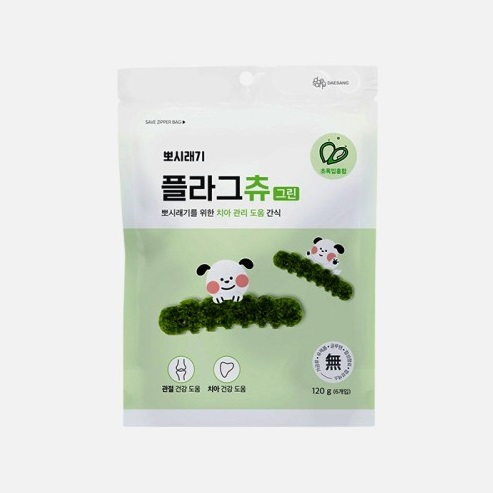 DAESANG
SAVE ZIPPER BAG ▶
뽀시래기
플라그츄 그린
뽀시래기를 위한 치아 관리 도움 간식
초록입홍합
관절 건강 도움
치아 건강 도움
無
120 g (6개입)